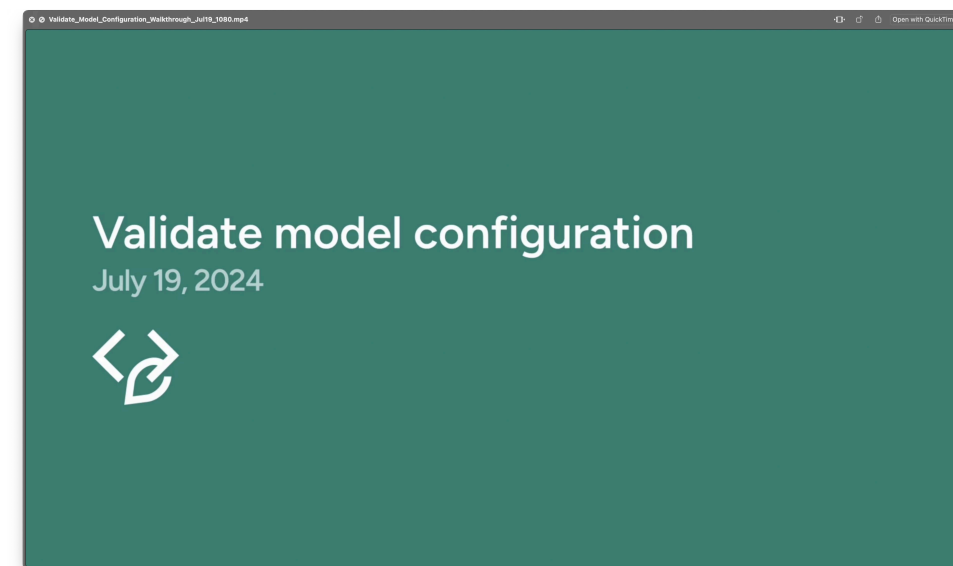 Validate_Model_Configuration_Walkthrough_Jul19_1080.mp4
Open with QuickTim
Validate model configuration
July 19, 2024